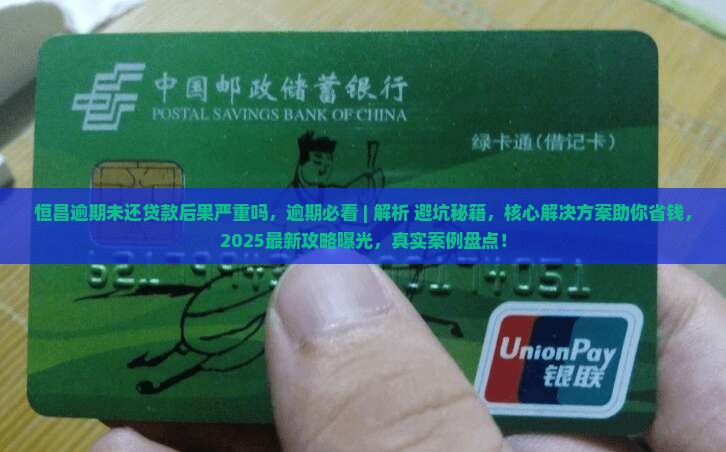 中国邮政储蓄银行
POSTAL SAVINGS BANK OF CHINA
绿卡通(借记卡)
恒昌逾期未还贷款后果严重吗，逾期必看 | 解析 避坑秘籍，核心解决方案助你省钱，
2025最新攻略曝光，真实案例盘点！
UnionPay
银联